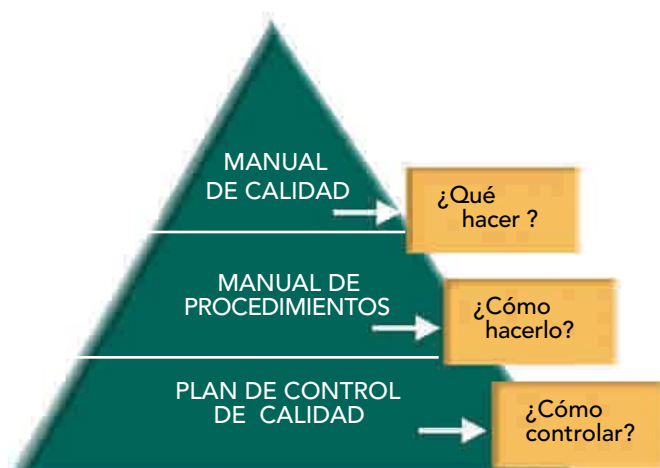 MANUAL
DE CALIDAD
¿Qué
hacer ?
MANUAL DE
PROCEDIMIENTOS
¿Cómo
hacerlo?
PLAN DE CONTROL
DE CALIDAD
¿Cómo
controlar?